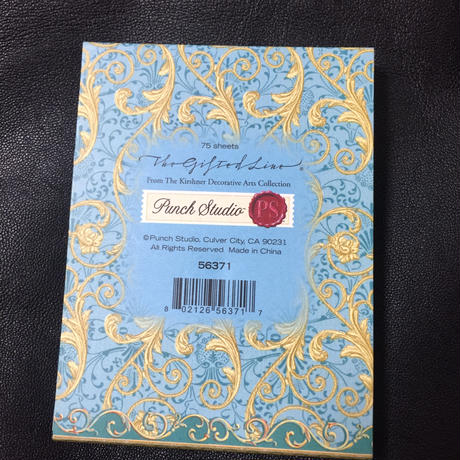 75 sheets
The Gifted Line®
From The Kirshner Decorative Arts Collection
Punch Studio PS
©Punch Studio, Culver City, CA 90231
All Rights Reserved Made in China
56371
8 02126 56371 7